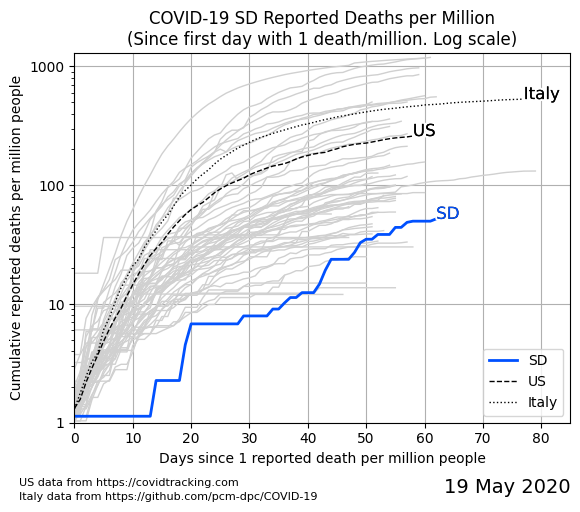 COVID-19 SD Reported Deaths per Million
(Since first day with 1 death/million. Log scale)
Cumulative reported deaths per million people
1000
100
10
1
Italy
US
SD
SD
US
Italy
0 10 20 30 40 50 60 70 80
Days since 1 reported death per million people
US data from https://covidtracking.com
Italy data from https://github.com/pcm-dpc/COVID-19
19 May 2020